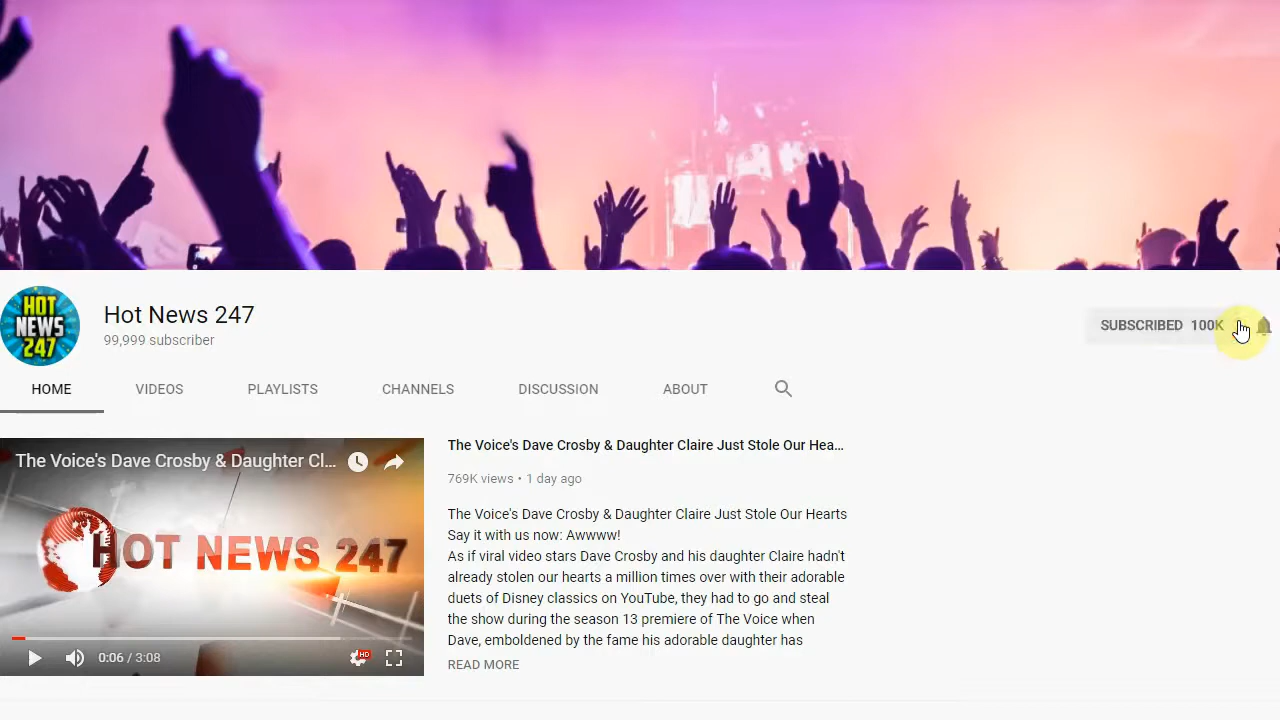 HOT
NEWS
247
Hot News 247
99,999 subscriber
SUBSCRIBED 100K
HOME
VIDEOS
PLAYLISTS
CHANNELS
DISCUSSION
ABOUT
The Voice's Dave Crosby & Daughter Cl...
HOT NEWS 247
0:06 / 3:08
HD
The Voice's Dave Crosby & Daughter Claire Just Stole Our Hea...
769K views • 1 day ago
The Voice's Dave Crosby & Daughter Claire Just Stole Our Hearts
Say it with us now: Awwww!
As if viral video stars Dave Crosby and his daughter Claire hadn't
already stolen our hearts a million times over with their adorable
duets of Disney classics on YouTube, they had to go and steal
the show during the season 13 premiere of The Voice when
Dave, emboldened by the fame his adorable daughter has
READ MORE